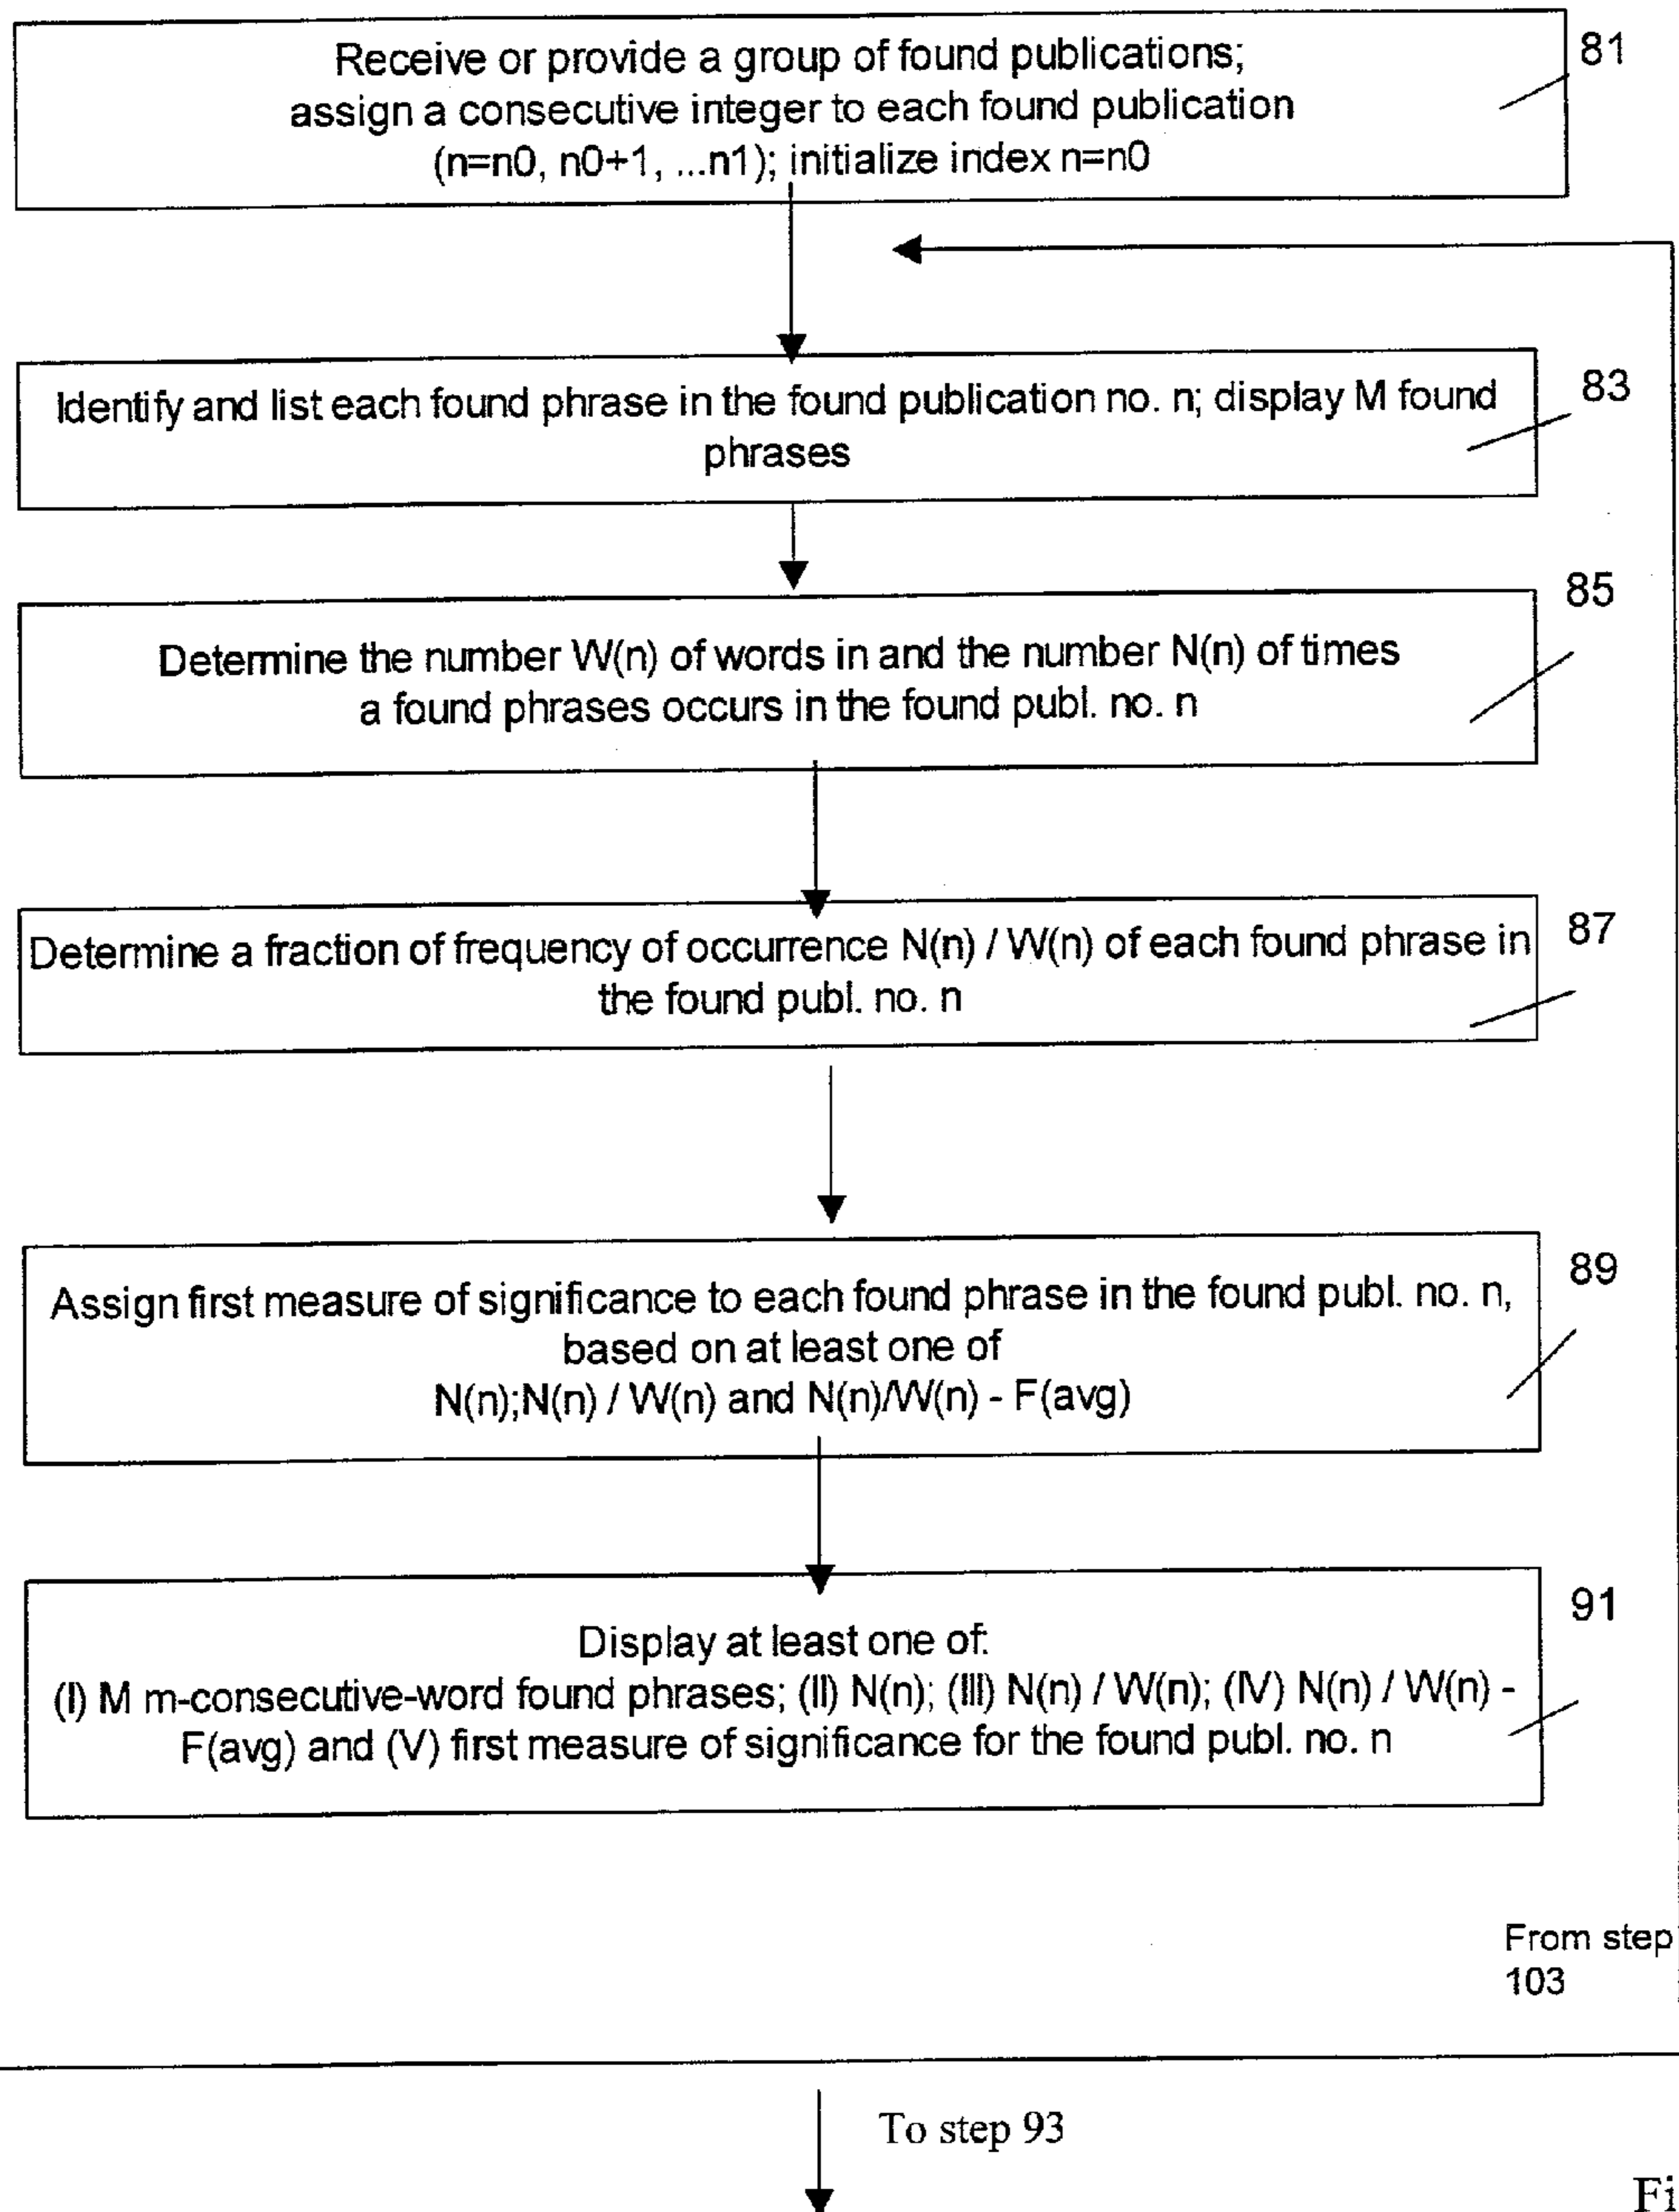 Receive or provide a group of found publications;
assign a consecutive integer to each found publication
(n=n0, n0+1, ...n1); initialize index n=n0
81
Identify and list each found phrase in the found publication no. n; display M found
phrases
83
Determine the number W(n) of words in and the number N(n) of times
a found phrases occurs in the found publ. no. n
85
Determine a fraction of frequency of occurrence N(n) / W(n) of each found phrase in
the found publ. no. n
87
Assign first measure of significance to each found phrase in the found publ. no. n,
based on at least one of
N(n);N(n) / W(n) and N(n)/W(n) - F(avg)
89
Display at least one of:
(I) M m-consecutive-word found phrases; (II) N(n); (III) N(n) / W(n); (IV) N(n) / W(n) -
F(avg) and (V) first measure of significance for the found publ. no. n
91
From step
103
To step 93
Fi